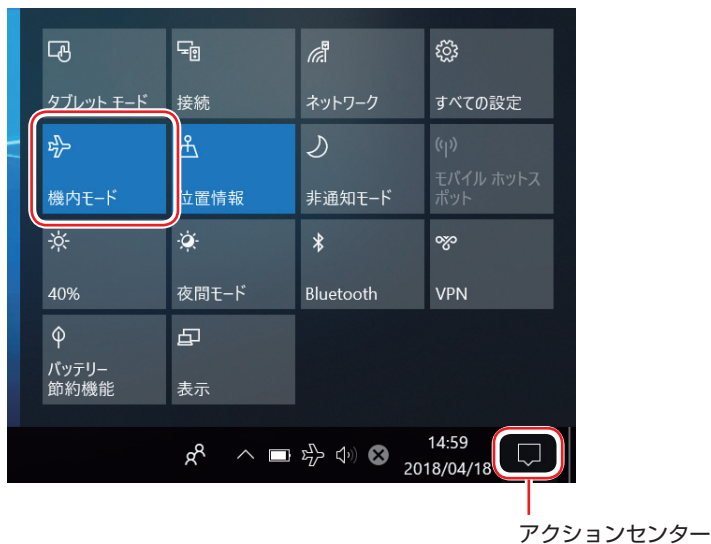 タブレット モード
接続
ネットワーク
すべての設定
機内モード
位置情報
非通知モード
モバイル ホットス
ポット
40%
夜間モード
Bluetooth
VPN
バッテリー
節約機能
表示
14:59
2018/04/18
アクションセンター